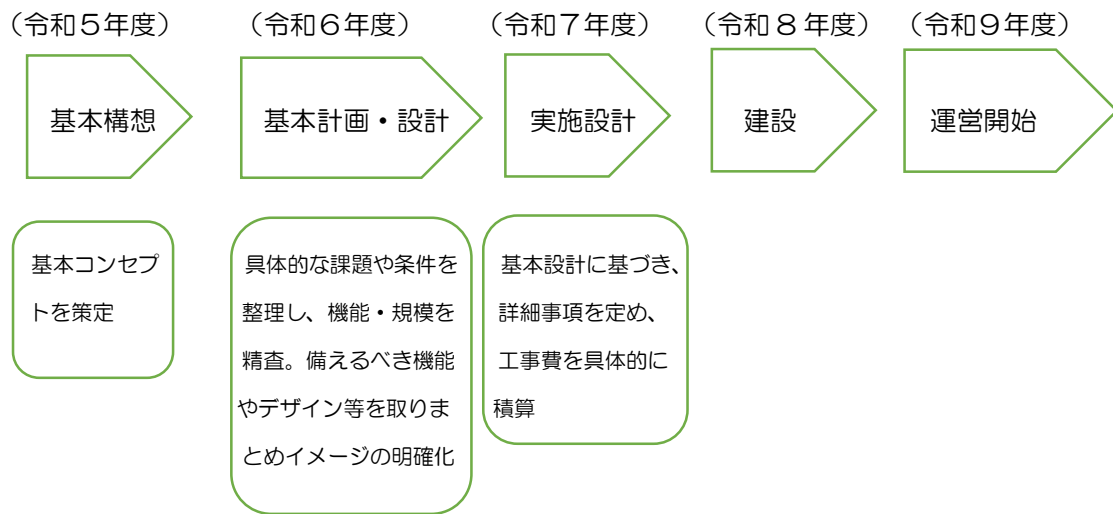 （令和５年度）
（令和６年度）
（令和７年度）
（令和８年度）
（令和９年度）
基本構想
基本計画・設計
実施設計
建設
運営開始
基本コンセプ
トを策定
具体的な課題や条件を
整理し、機能・規模を
精査。備えるべき機能
やデザイン等を取りま
とめイメージの明確化
基本設計に基づき、
詳細事項を定め、
工事費を具体的に
積算